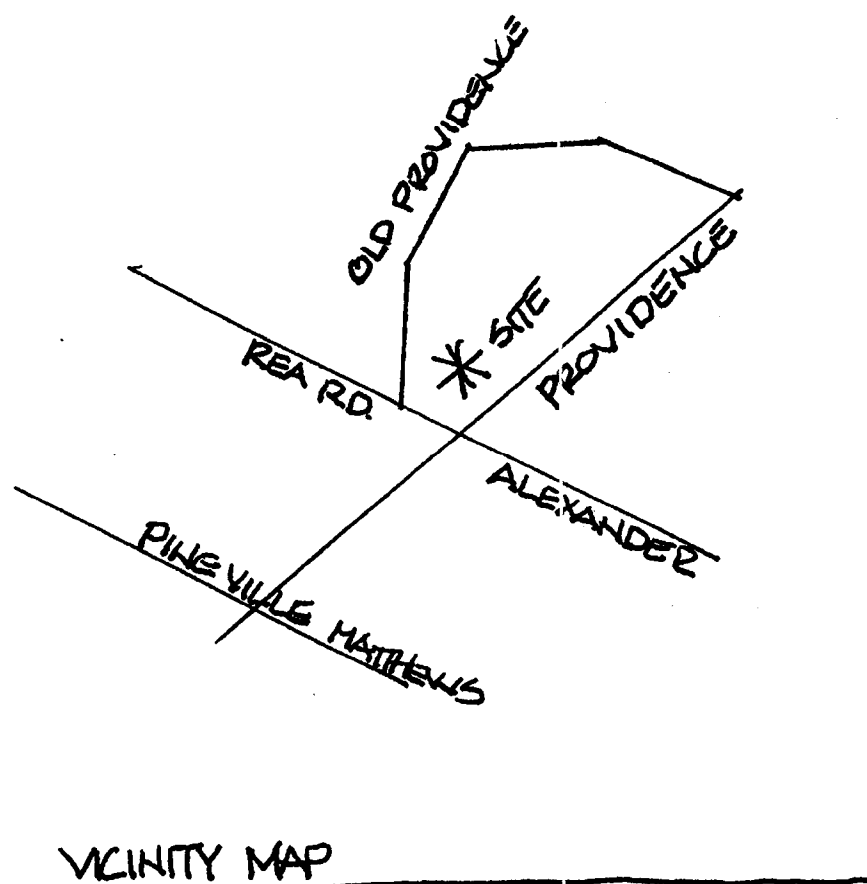 OLD PROVIDENCE
SITE
PROVIDENCE
REA RD.
ALEXANDER
PINEVILLE MATTHEWS
VICINITY MAP